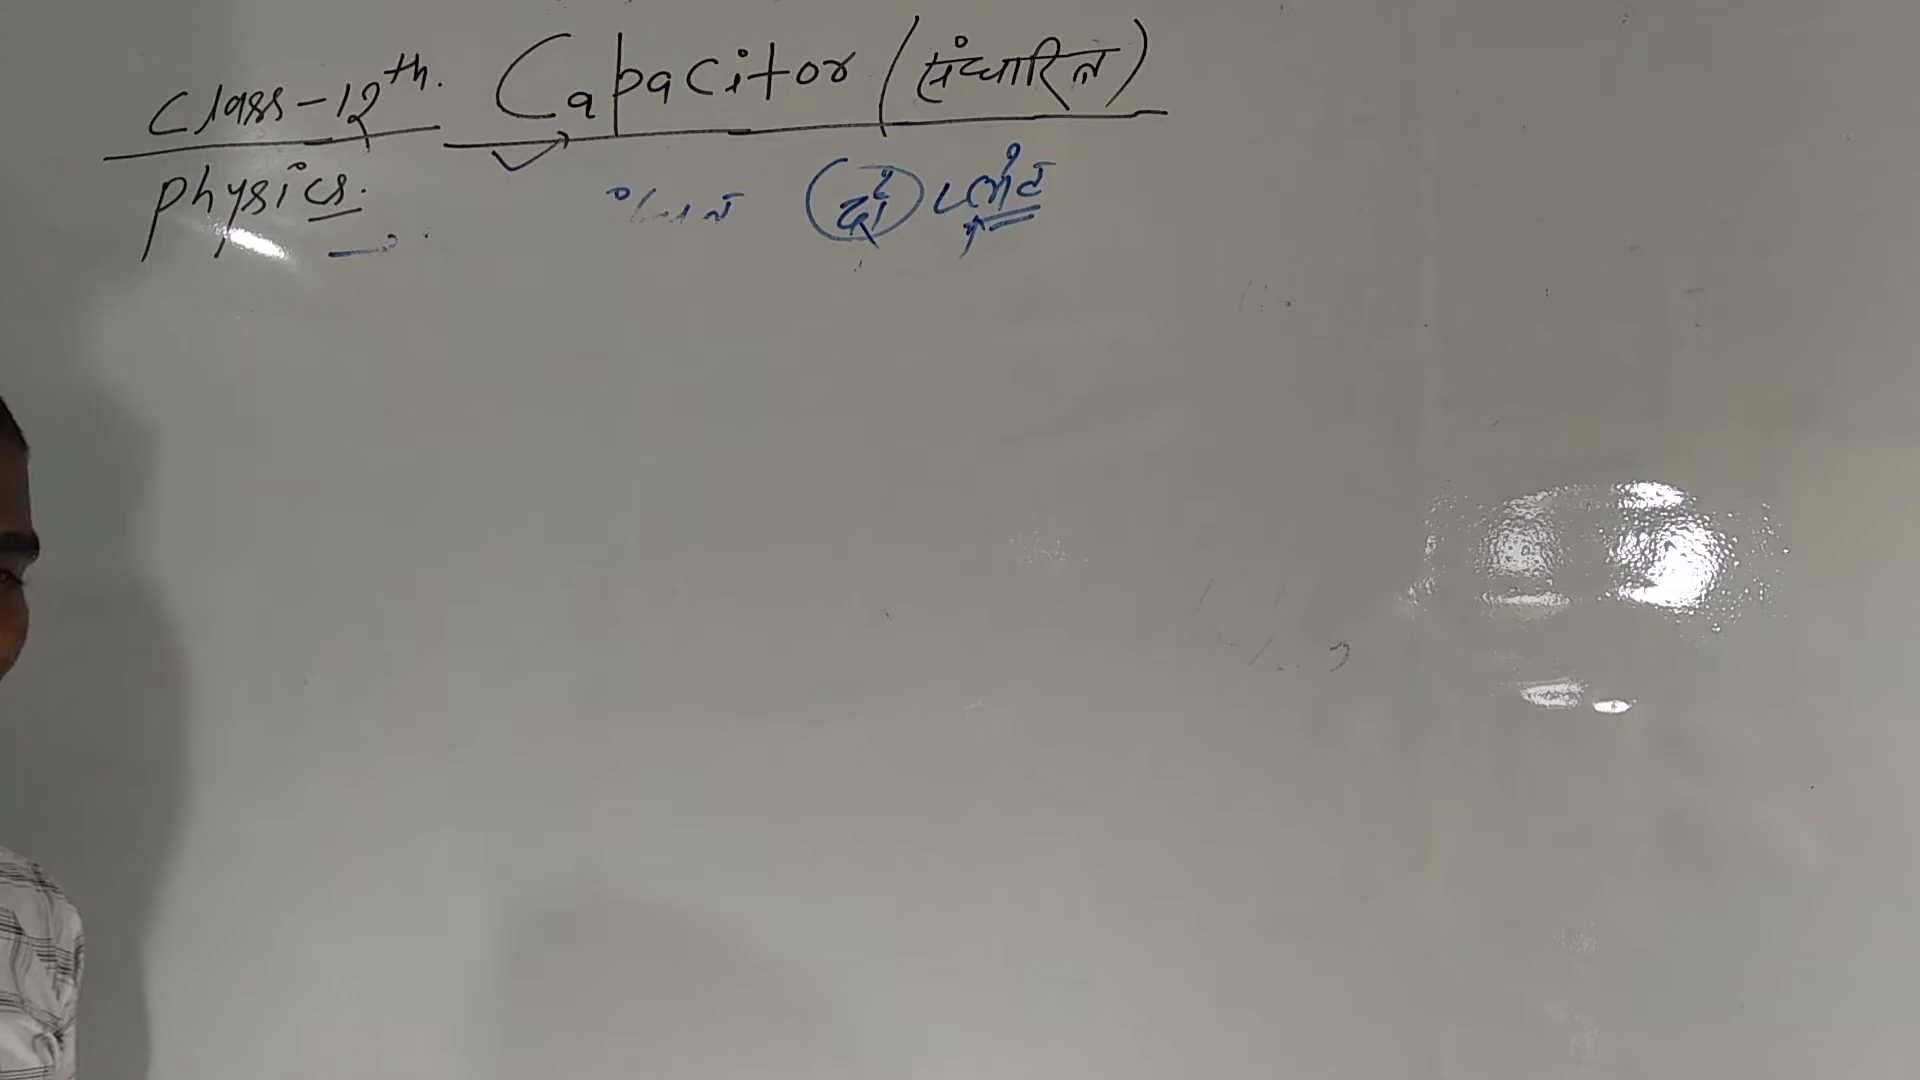 Class-12th. Capacitor (संधारित्र)
Physics.
दो प्लेट